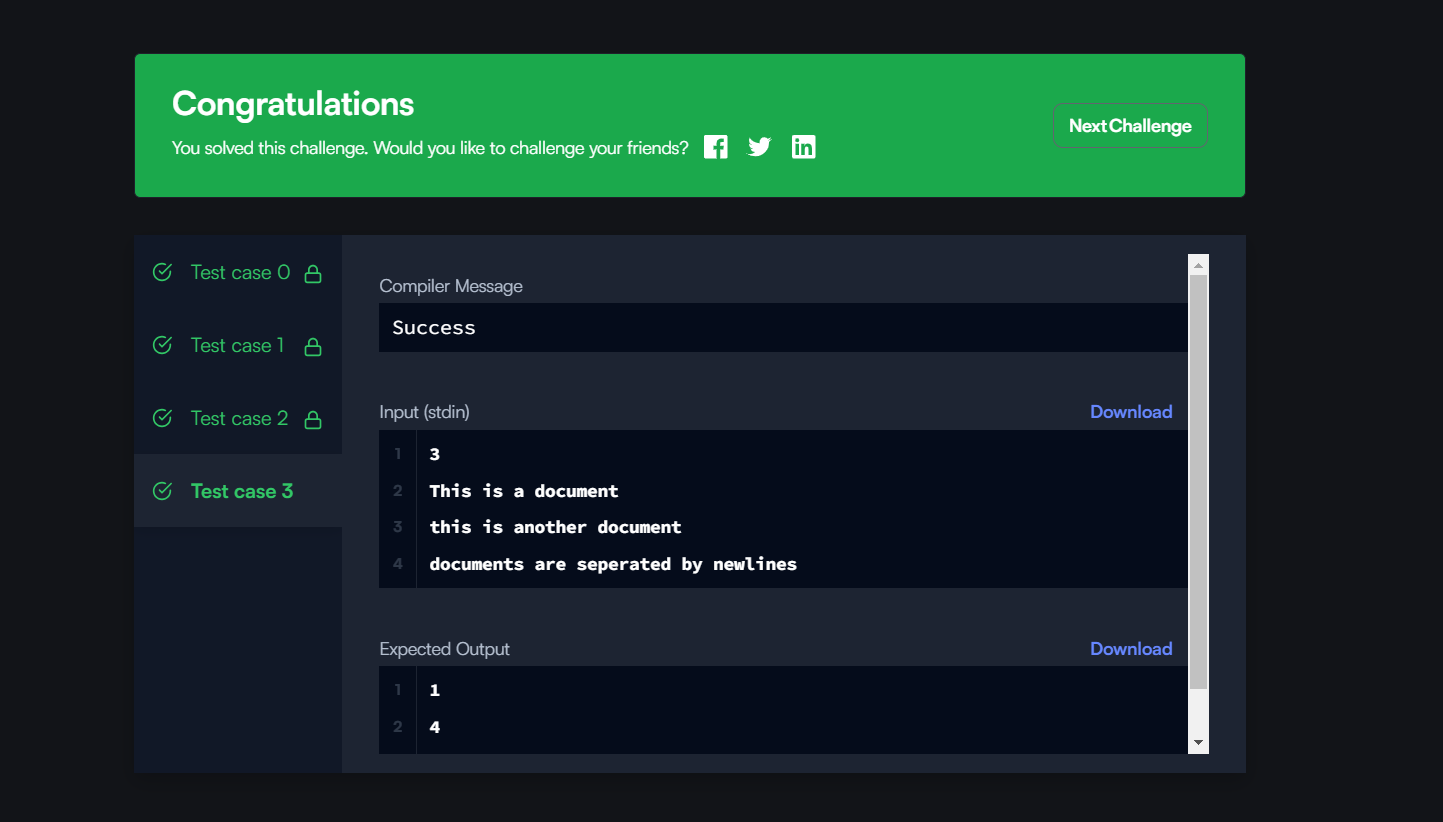 Congratulations
You solved this challenge. Would you like to challenge your friends?
Next Challenge
Test case 0
Test case 1
Test case 2
Test case 3
Compiler Message
Success
Input (stdin)
Download
1 3
2 This is a document
3 this is another document
4 documents are seperated by newlines
Expected Output
Download
1 1
2 4